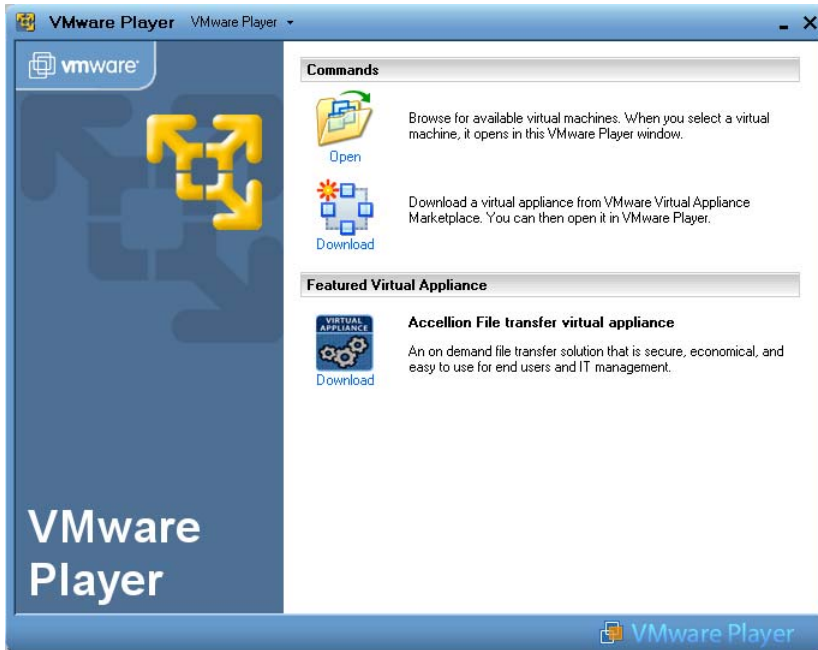 VMware Player VMware Player
vmware
Commands
Browse for available virtual machines. When you select a virtual
machine, it opens in this VMware Player window.
Open
Download a virtual appliance from VMware Virtual Appliance
Marketplace. You can then open it in VMware Player.
Download
Featured Virtual Appliance
VIRTUAL
APPLIANCE
Accellion File transfer virtual appliance
An on demand file transfer solution that is secure, economical, and
easy to use for end users and IT management.
Download
VMware
Player
VMware Player